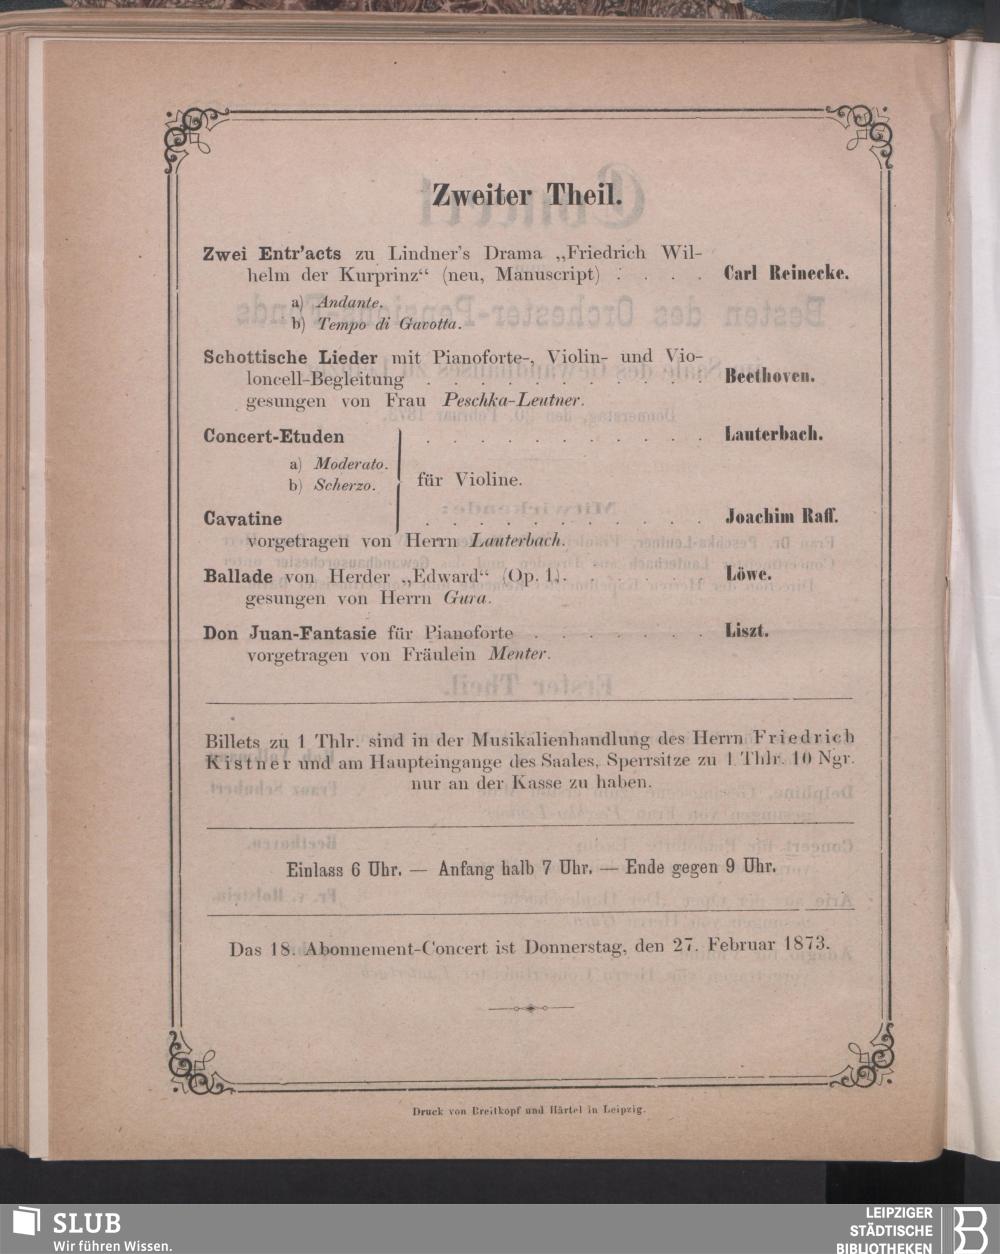 Zweiter Theil.
Zwei Entr'acts zu Lindner's Drama „Friedrich Wil-
helm der Kurprinz“ (neu, Manuscript) . . . . Carl Reinecke.
a) Andante.
b) Tempo di Gavotta.
Schottische Lieder mit Pianoforte-, Violin- und Vio-
loncell-Begleitung . . . . . . . . . . . Beethoven.
gesungen von Frau Peschka-Leutner.
Concert-Etuden . . . . . . . . . . . Lauterbach.
a) Moderato.
b) Scherzo.
für Violine.
Cavatine . . . . . . . . . . . Joachim Raff.
vorgetragen von Herrn Lauterbach.
Ballade von Herder „Edward“ (Op. 1). . . . . . Löwe.
gesungen von Herrn Gura.
Don Juan-Fantasie für Pianoforte . . . . . . . Liszt.
vorgetragen von Fräulein Menter.
Billets zu 1 Thlr. sind in der Musikalienhandlung des Herrn Friedrich
Kistner und am Haupteingange des Saales, Sperrsitze zu 1 Thlr. 10 Ngr.
nur an der Kasse zu haben.
Einlass 6 Uhr. — Anfang halb 7 Uhr. — Ende gegen 9 Uhr.
Das 18. Abonnement-Concert ist Donnerstag, den 27. Februar 1873.
Druck von Breitkopf und Härtel in Leipzig.
SLUB
Wir führen Wissen.
LEIPZIGER
STÄDTISCHE
BIBLIOTHEKEN